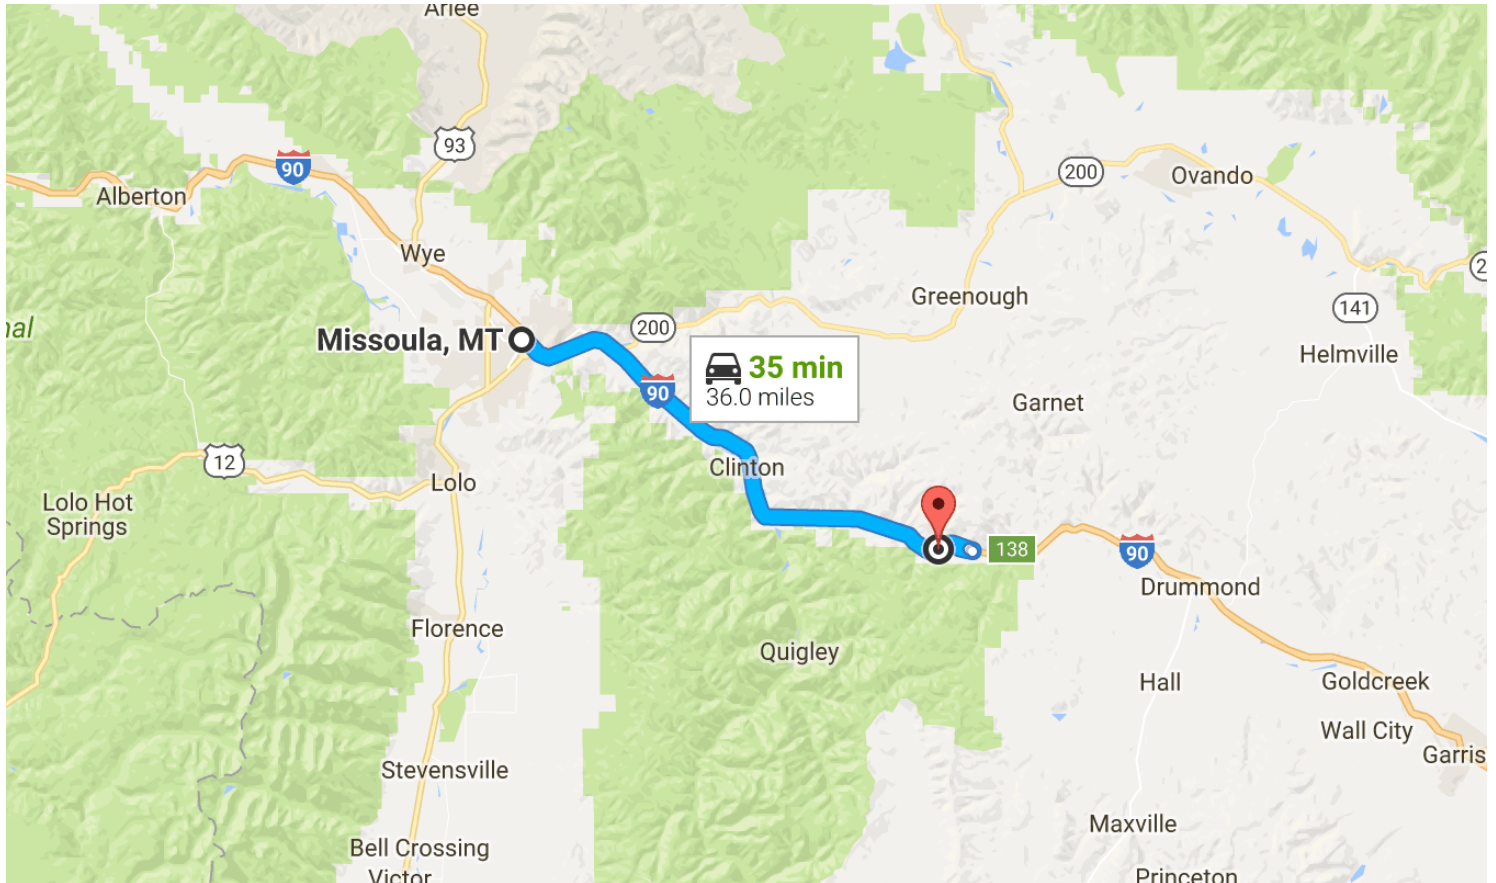 Arlee
93
90
Alberton
200
Ovando
Wye
2
Greenough
141
nal
Missoula, MT
200
Helmville
35 min
36.0 miles
90
Garnet
Clinton
12
Lolo
Lolo Hot
Springs
138
90
Drummond
Florence
Quigley
Hall
Goldcreek
Wall City
Garris
Stevensville
Maxville
Bell Crossing
Victor
Princeton